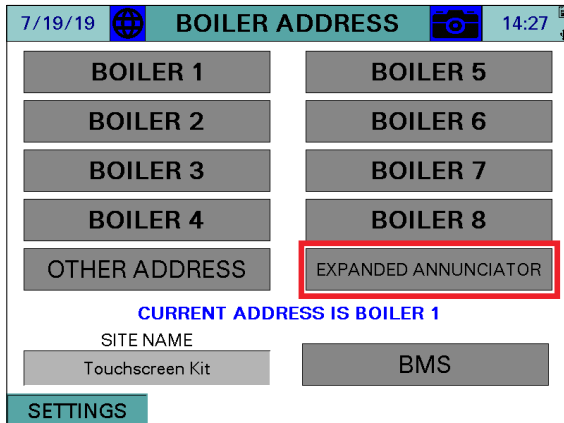 7/19/19 BOILER ADDRESS 14:27
BOILER 1 BOILER 5
BOILER 2 BOILER 6
BOILER 3 BOILER 7
BOILER 4 BOILER 8
OTHER ADDRESS EXPANDED ANNUNCIATOR
CURRENT ADDRESS IS BOILER 1
SITE NAME
Touchscreen Kit BMS
SETTINGS